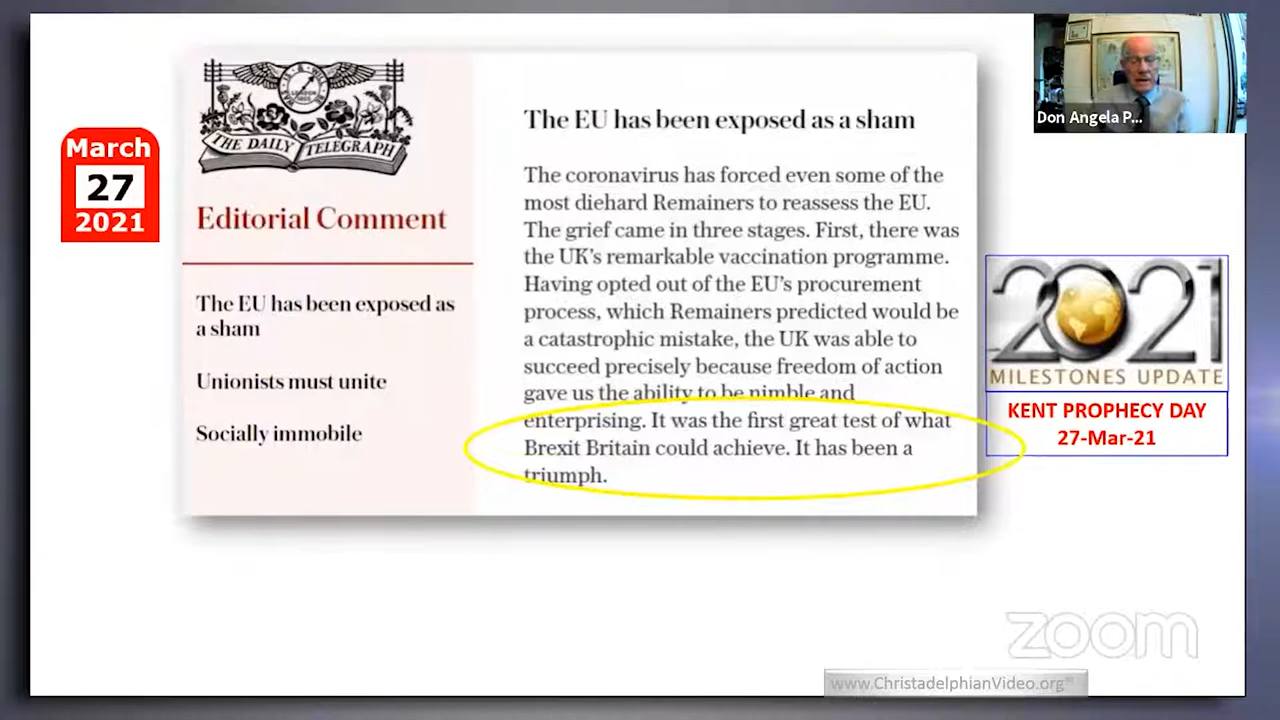 March
27
2021
THE DAILY TELEGRAPH
Editorial Comment
The EU has been exposed as
a sham
Unionists must unite
Socially immobile
The EU has been exposed as a sham
The coronavirus has forced even some of the
most diehard Remainers to reassess the EU.
The grief came in three stages. First, there was
the UK's remarkable vaccination programme.
Having opted out of the EU's procurement
process, which Remainers predicted would be
a catastrophic mistake, the UK was able to
succeed precisely because freedom of action
gave us the ability to be nimble and
enterprising. It was the first great test of what
Brexit Britain could achieve. It has been a
triumph.
Don Angela P...
2021
MILESTONES UPDATE
KENT PROPHECY DAY
27-Mar-21
zoom
www.ChristadelphianVideo.org